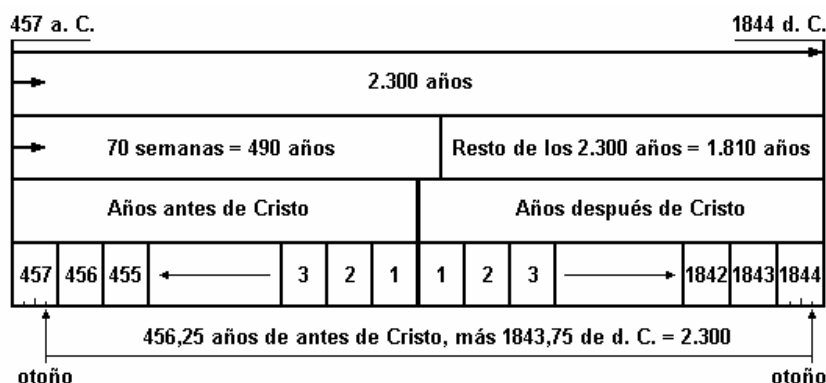 457 a. C. 1844 d. C.
2.300 años
70 semanas = 490 años Resto de los 2.300 años = 1.810 años
Años antes de Cristo Años después de Cristo
457 456 455 3 2 1 1 2 3 1842 1843 1844
456,25 años de antes de Cristo, más 1843,75 de d. C. = 2.300
otoño otoño